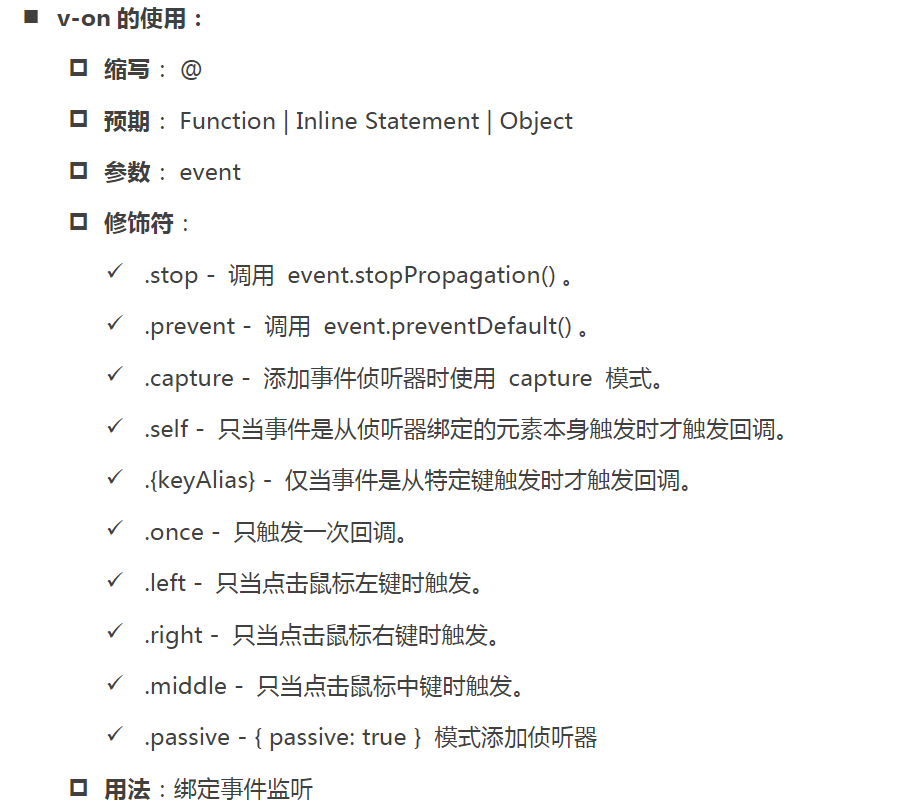 v-on 的使用：
缩写： @
预期： Function | Inline Statement | Object
参数： event
修饰符：
.stop - 调用 event.stopPropagation() 。
.prevent - 调用 event.preventDefault() 。
.capture - 添加事件侦听器时使用 capture 模式。
.self - 只当事件是从侦听器绑定的元素本身触发时才触发回调。
.{keyAlias} - 仅当事件是从特定键触发时才触发回调。
.once - 只触发一次回调。
.left - 只当点击鼠标左键时触发。
.right - 只当点击鼠标右键时触发。
.middle - 只当点击鼠标中键时触发。
.passive - { passive: true } 模式添加侦听器
用法：绑定事件监听